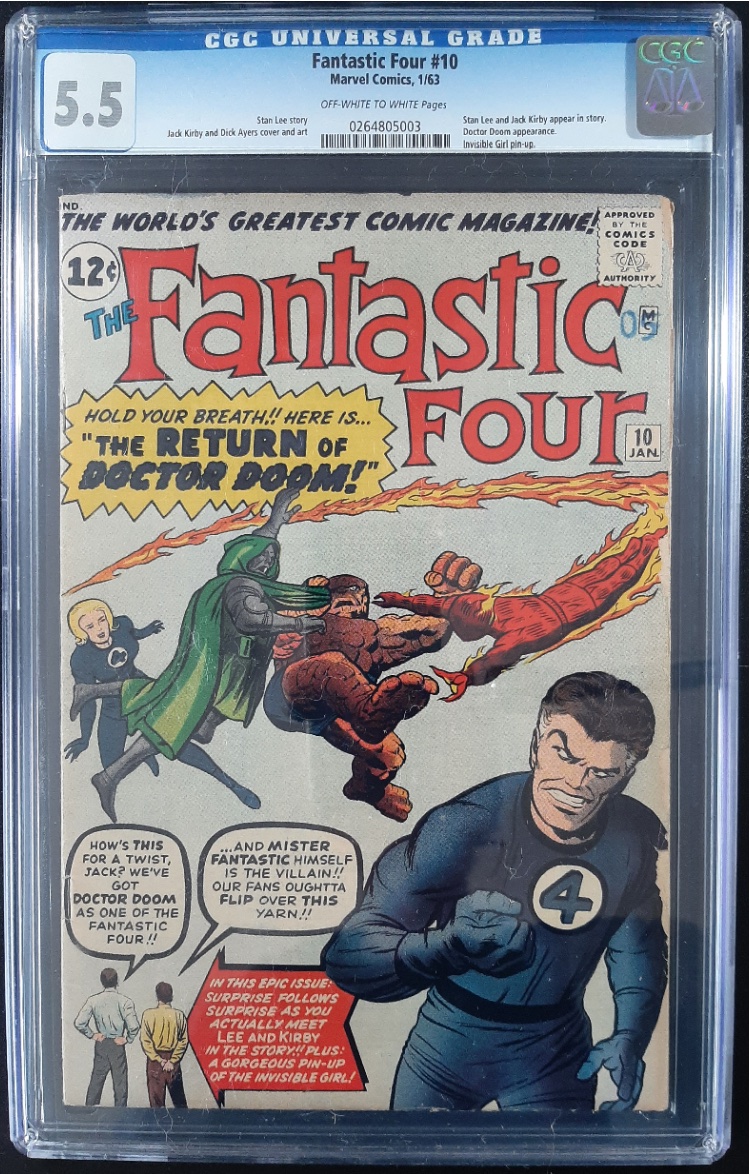 CGC UNIVERSAL GRADE
5.5
Fantastic Four #10
Marvel Comics, 1/63
OFF-WHITE TO WHITE Pages
Stan Lee story
Jack Kirby and Dick Ayers cover and art
0264805003
Stan Lee and Jack Kirby appear in story.
Doctor Doom appearance.
Invisible Girl pin-up.
CGC
ND.
THE WORLD'S GREATEST COMIC MAGAZINE!
APPROVED
BY THE
COMICS
CODE
AUTHORITY
12¢
THE
Fantastic
Four
MC
10
JAN.
HOLD YOUR BREATH!! HERE IS...
"THE RETURN OF
DOCTOR DOOM!"
4
HOW'S THIS
FOR A TWIST,
JACK? WE'VE
GOT
DOCTOR DOOM
AS ONE OF THE
FANTASTIC
FOUR!!
...AND MISTER
FANTASTIC HIMSELF
IS THE VILLAIN!!
OUR FANS OUGHTTA
FLIP OVER THIS
YARN!!
IN THIS EPIC ISSUE:
SURPRISE FOLLOWS
SURPRISE AS YOU
ACTUALLY MEET
LEE AND KIRBY
IN THE STORY!! PLUS:
A GORGEOUS PIN-UP
OF THE INVISIBLE GIRL!